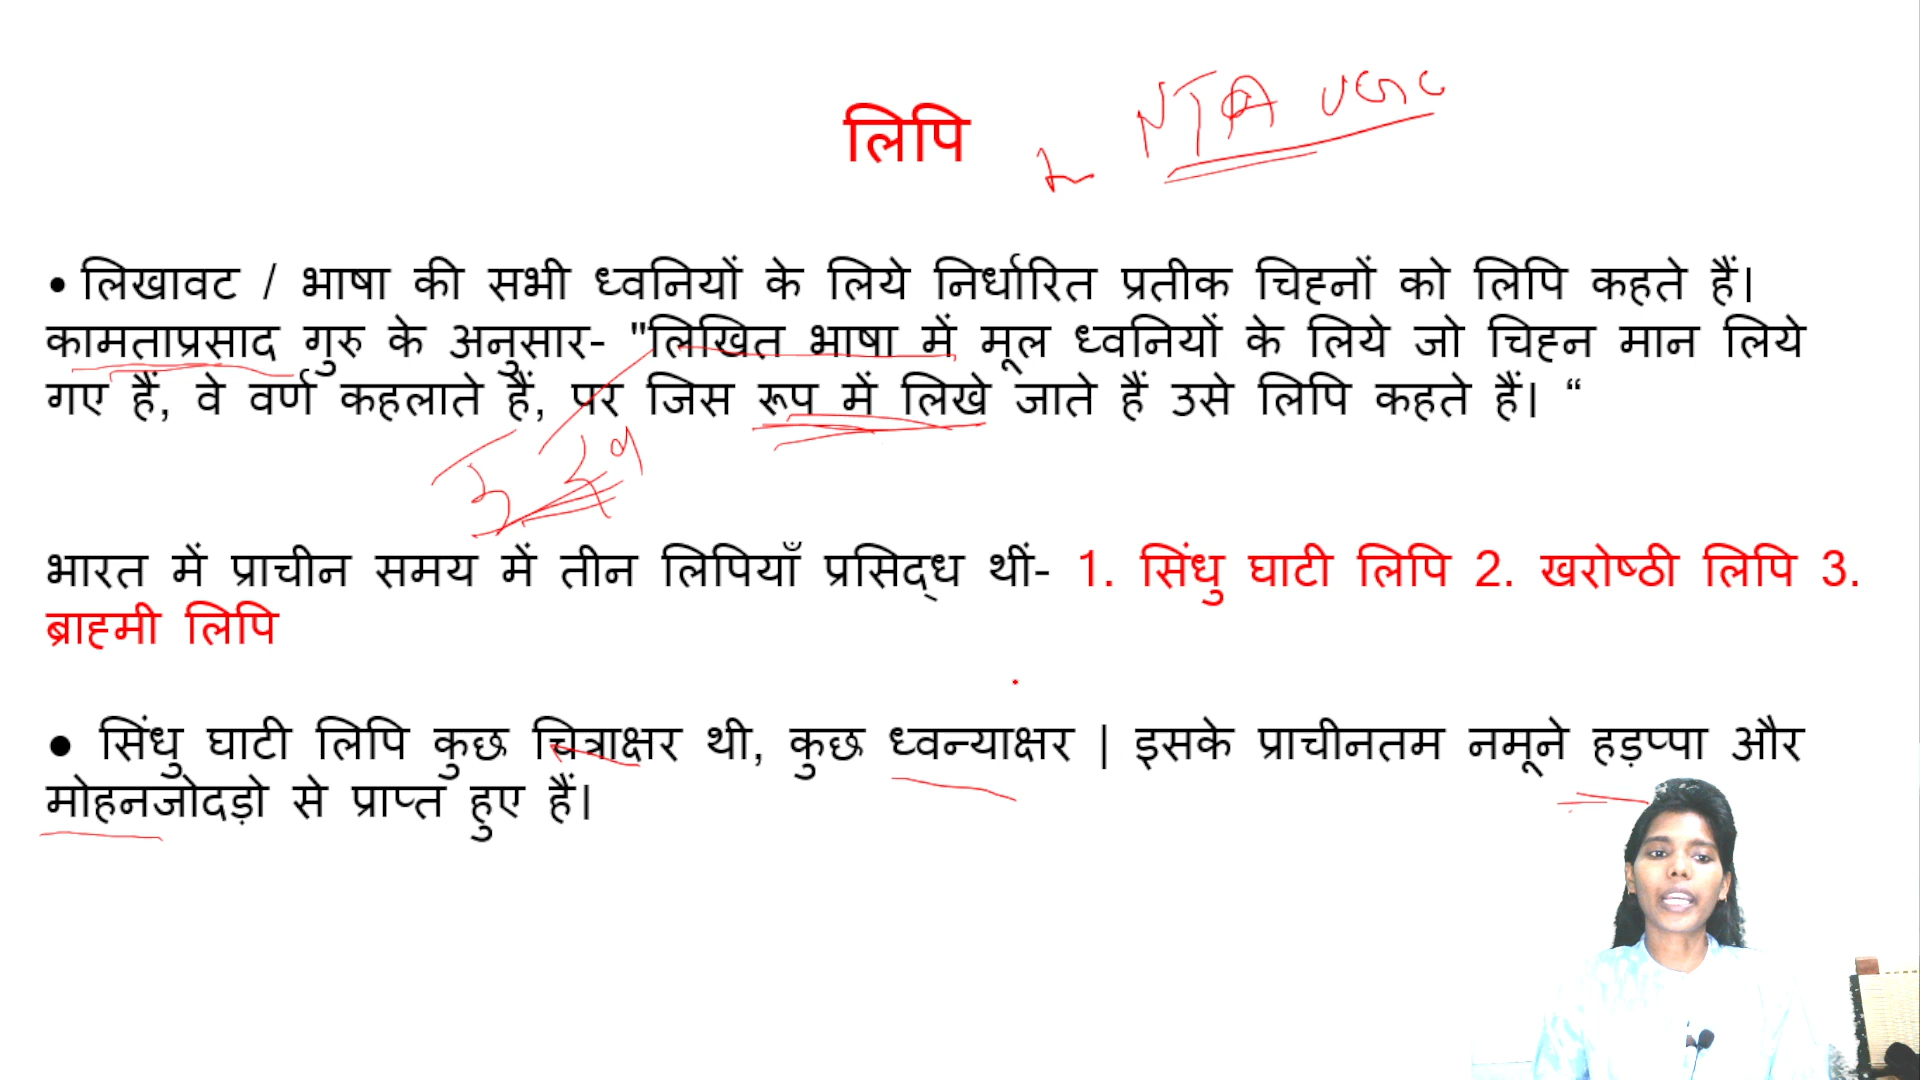 लिपि
NTA UGC
• लिखावट / भाषा की सभी ध्वनियों के लिये निर्धारित प्रतीक चिह्नों को लिपि कहते हैं।
कामताप्रसाद गुरु के अनुसार- "लिखित भाषा में मूल ध्वनियों के लिये जो चिह्न मान लिये
गए हैं, वे वर्ण कहलाते हैं, पर जिस रूप में लिखे जाते हैं उसे लिपि कहते हैं। “
भारत में प्राचीन समय में तीन लिपियाँ प्रसिद्ध थीं- 1. सिंधु घाटी लिपि 2. खरोष्ठी लिपि 3.
ब्राह्मी लिपि
● सिंधु घाटी लिपि कुछ चित्राक्षर थी, कुछ ध्वन्याक्षर | इसके प्राचीनतम नमूने हड़प्पा और
मोहनजोदड़ो से प्राप्त हुए हैं।